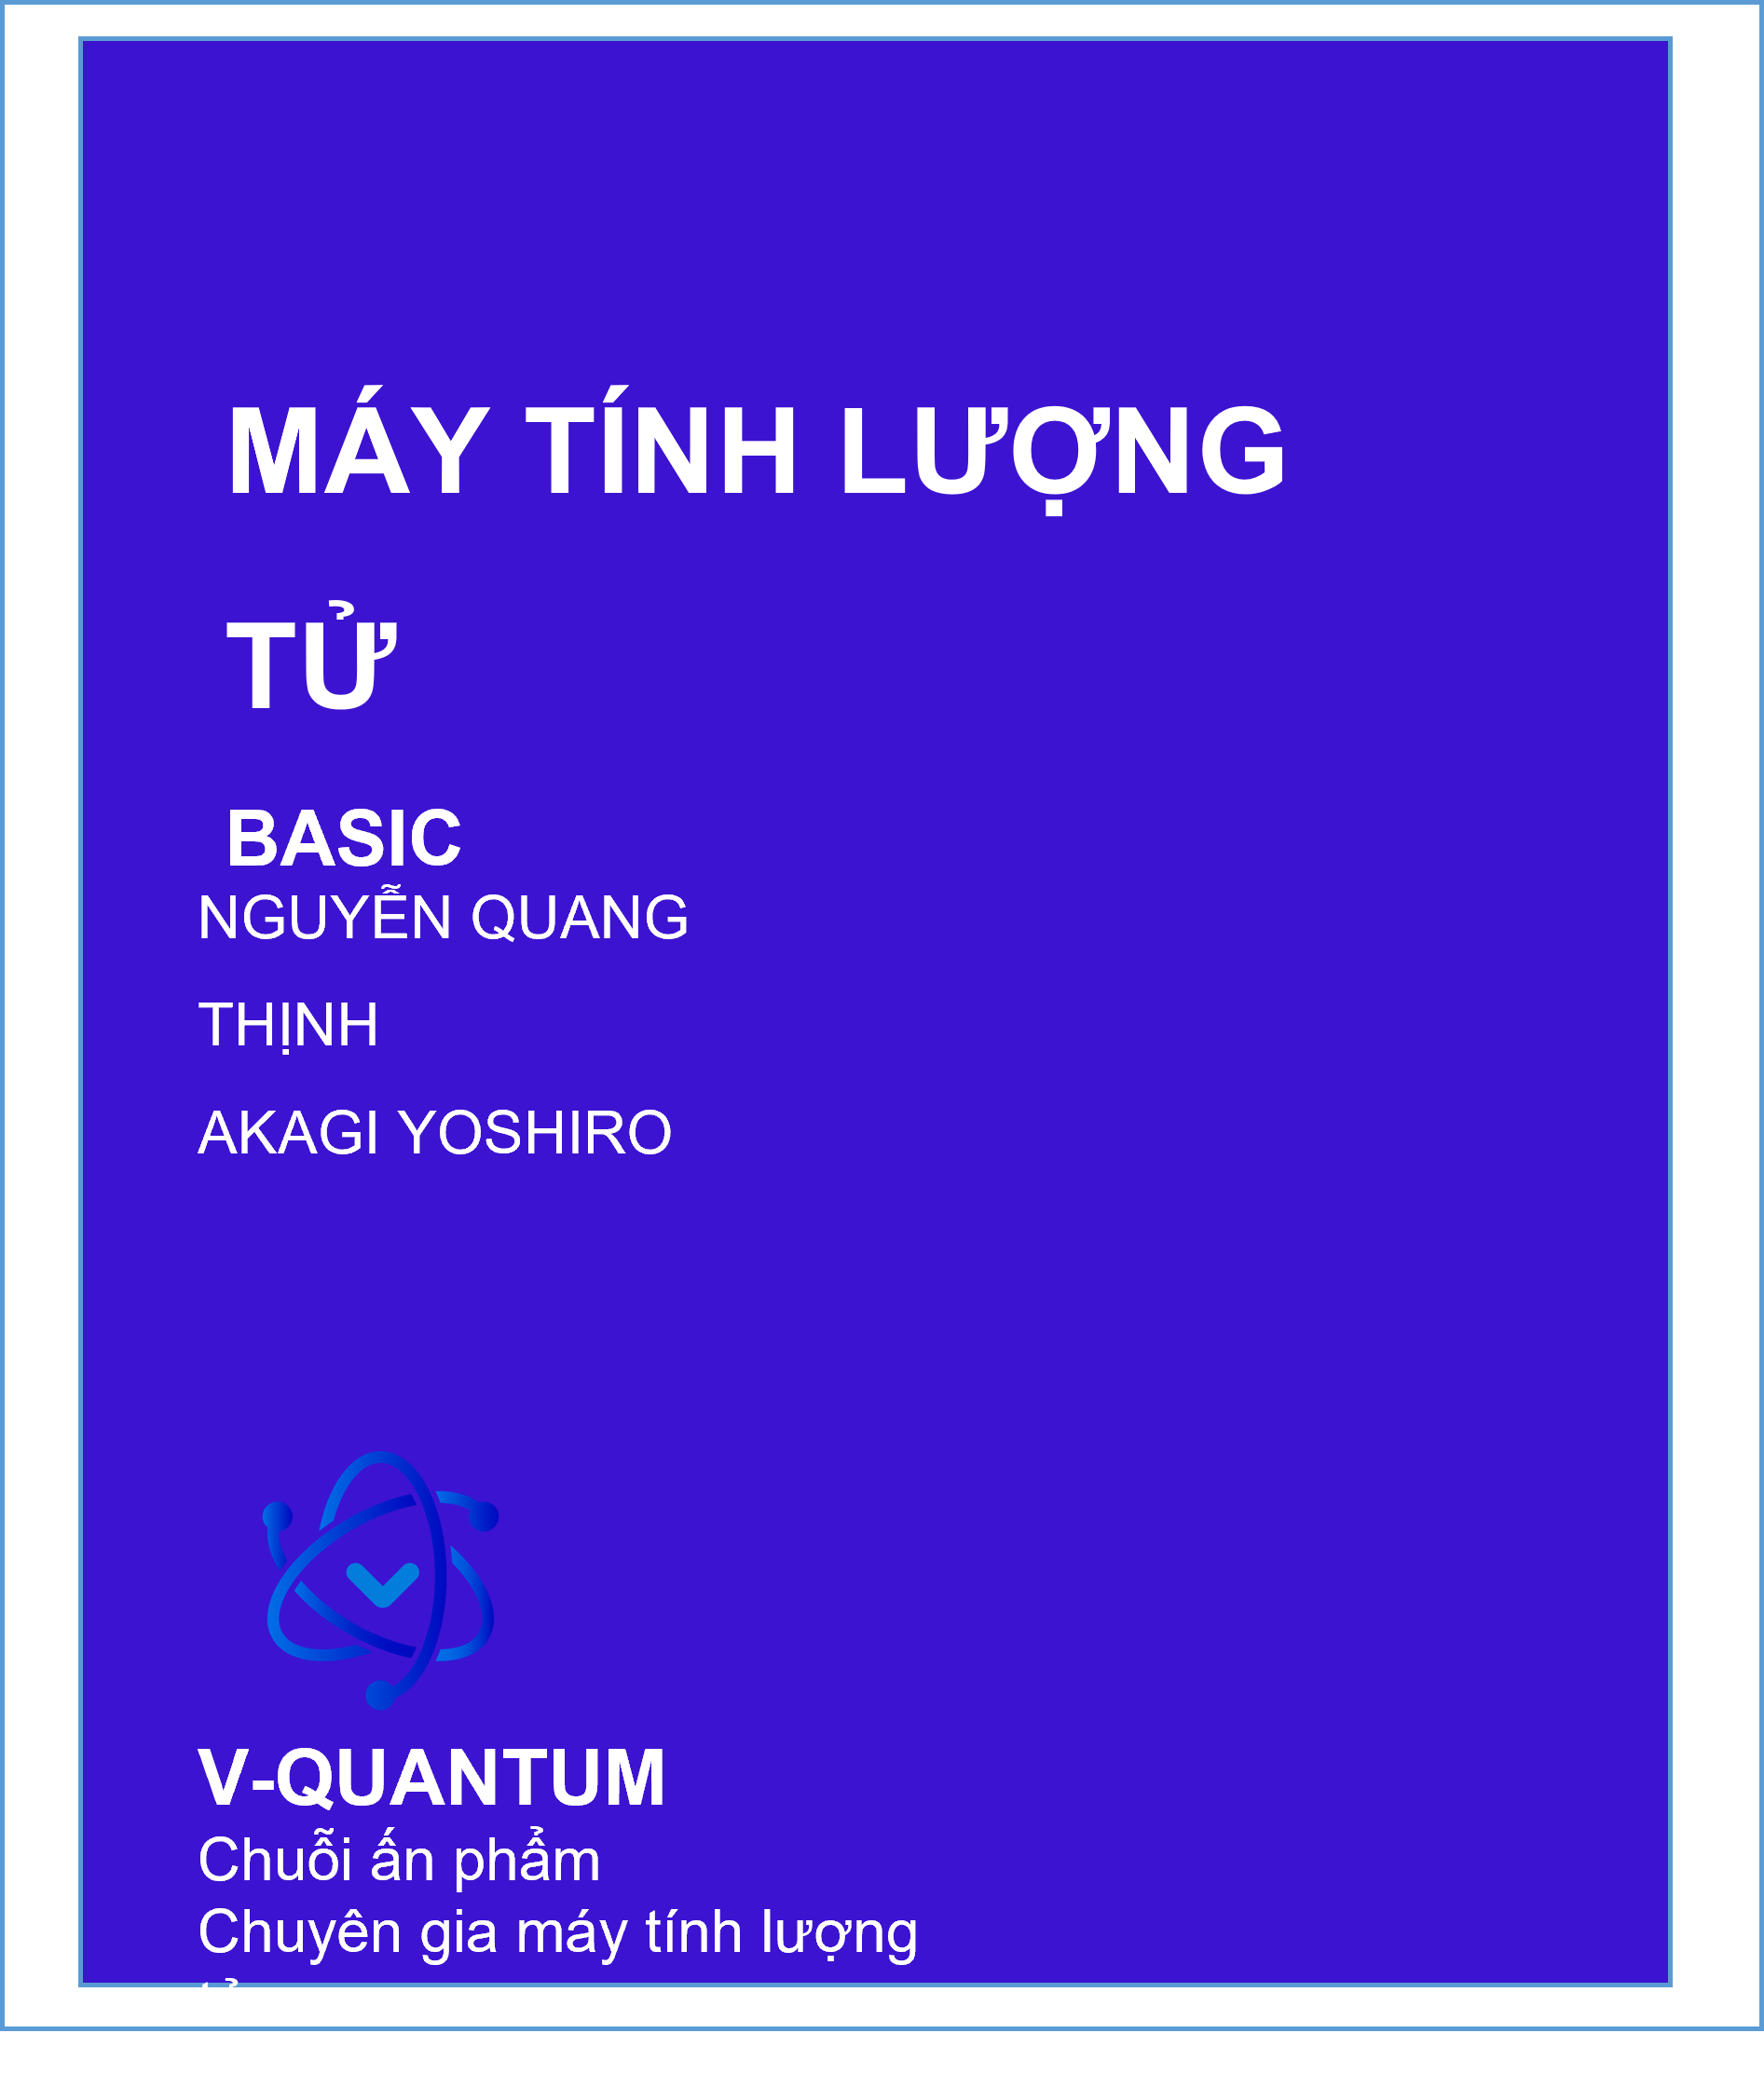 MÁY TÍNH LƯỢNG
TỬ
BASIC
NGUYỄN QUANG
THỊNH
AKAGI YOSHIRO
V-QUANTUM
Chuỗi ấn phẩm
Chuyên gia máy tính lượng